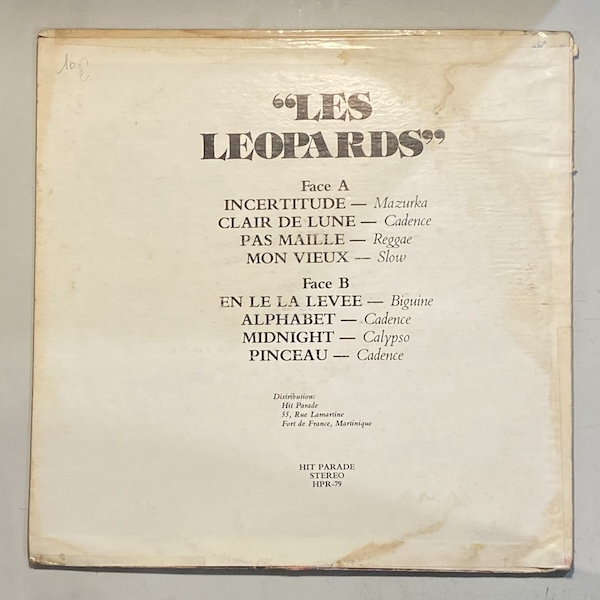 “LES
LEOPARDS”
Face A
INCERTITUDE — Mazurka
CLAIR DE LUNE — Cadence
PAS MAILLE — Reggae
MON VIEUX — Slow
Face B
EN LE LA LEVEE — Biguine
ALPHABET — Cadence
MIDNIGHT — Calypso
PINCEAU — Cadence
Distribution:
Hit Parade
55, Rue Lamartine
Fort de France, Martinique
HIT PARADE
STEREO
HPR-79